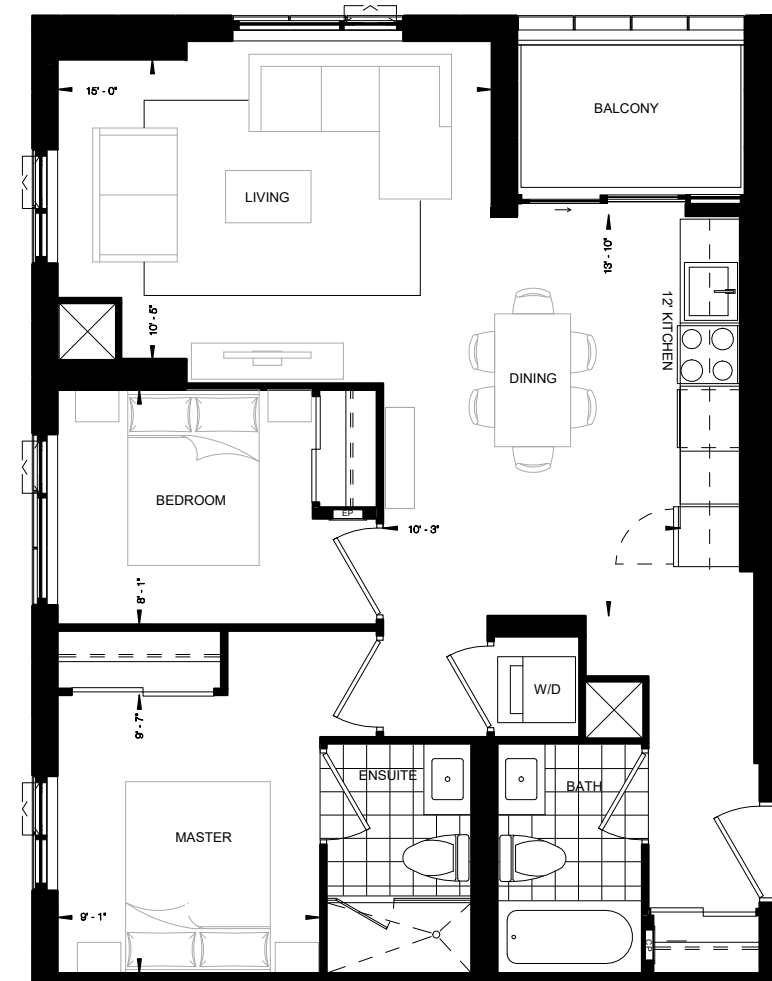 15' - 0"
BALCONY
LIVING
13' - 10"
12' KITCHEN
10' - 5"
DINING
BEDROOM
EP
10' - 3"
8' - 1"
W/D
9' - 7"
ENSUITE
BATH
MASTER
9' - 1"
CP